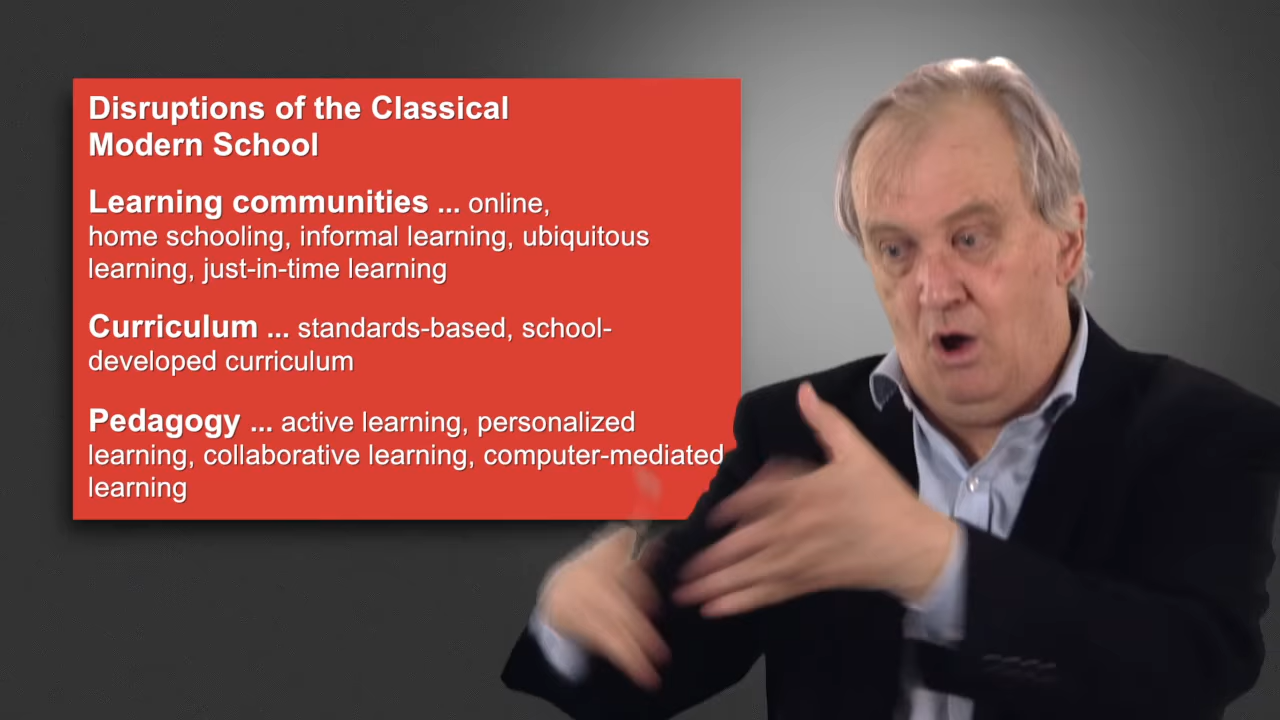 Disruptions of the Classical
Modern School
Learning communities ... online,
home schooling, informal learning, ubiquitous
learning, just-in-time learning
Curriculum ... standards-based, school-
developed curriculum
Pedagogy ... active learning, personalized
learning, collaborative learning, computer-mediated
learning